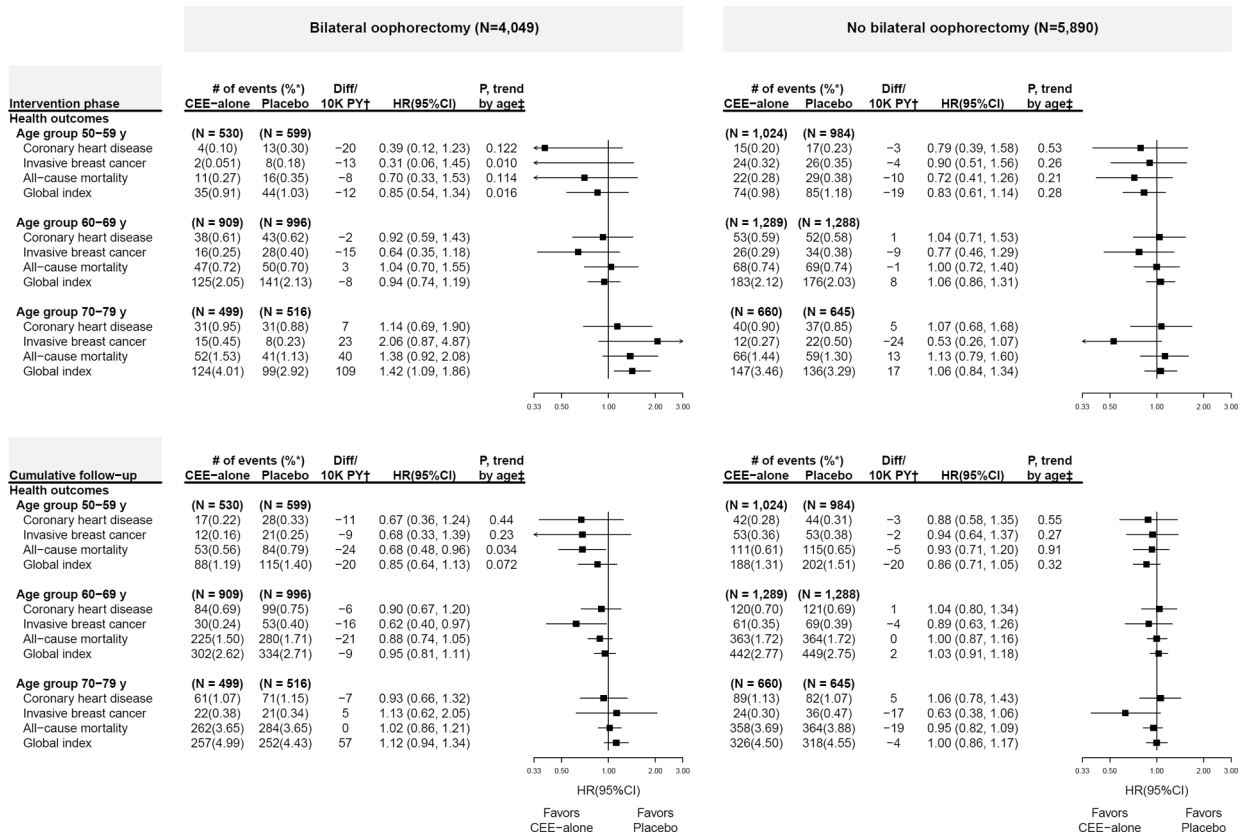 Bilateral oophorectomy (N=4,049) No bilateral oophorectomy (N=5,890)
# of events (%*) Diff/ P, trend # of events (%*) Diff/ P, trend
Intervention phase CEE−alone Placebo 10K PY† HR(95%CI) by age‡ CEE−alone Placebo 10K PY† HR(95%CI) by age‡
Health outcomes
Age group 50−59 y (N = 530) (N = 599) (N = 1,024) (N = 984)
Coronary heart disease 4(0.10) 13(0.30) −20 0.39 (0.12, 1.23) 0.122 15(0.20) 17(0.23) −3 0.79 (0.39, 1.58) 0.53
Invasive breast cancer 2(0.051) 8(0.18) −13 0.31 (0.06, 1.45) 0.010 24(0.32) 26(0.35) −4 0.90 (0.51, 1.56) 0.26
All−cause mortality 11(0.27) 16(0.35) −8 0.70 (0.33, 1.53) 0.114 22(0.28) 29(0.38) −10 0.72 (0.41, 1.26) 0.21
Global index 35(0.91) 44(1.03) −12 0.85 (0.54, 1.34) 0.016 74(0.98) 85(1.18) −19 0.83 (0.61, 1.14) 0.28
Age group 60−69 y (N = 909) (N = 996) (N = 1,289) (N = 1,288)
Coronary heart disease 38(0.61) 43(0.62) −2 0.92 (0.59, 1.43) 53(0.59) 52(0.58) 1 1.04 (0.71, 1.53)
Invasive breast cancer 16(0.25) 28(0.40) −15 0.64 (0.35, 1.18) 26(0.29) 34(0.38) −9 0.77 (0.46, 1.29)
All−cause mortality 47(0.72) 50(0.70) 3 1.04 (0.70, 1.55) 68(0.74) 69(0.74) −1 1.00 (0.72, 1.40)
Global index 125(2.05) 141(2.13) −8 0.94 (0.74, 1.19) 183(2.12) 176(2.03) 8 1.06 (0.86, 1.31)
Age group 70−79 y (N = 499) (N = 516) (N = 660) (N = 645)
Coronary heart disease 31(0.95) 31(0.88) 7 1.14 (0.69, 1.90) 40(0.90) 37(0.85) 5 1.07 (0.68, 1.68)
Invasive breast cancer 15(0.45) 8(0.23) 23 2.06 (0.87, 4.87) 12(0.27) 22(0.50) −24 0.53 (0.26, 1.07)
All−cause mortality 52(1.53) 41(1.13) 40 1.38 (0.92, 2.08) 66(1.44) 59(1.30) 13 1.13 (0.79, 1.60)
Global index 124(4.01) 99(2.92) 109 1.42 (1.09, 1.86) 147(3.46) 136(3.29) 17 1.06 (0.84, 1.34)
0.33 0.50 1.00 2.00 3.00 0.33 0.50 1.00 2.00 3.00
# of events (%*) Diff/ P, trend # of events (%*) Diff/ P, trend
Cumulative follow−up CEE−alone Placebo 10K PY† HR(95%CI) by age‡ CEE−alone Placebo 10K PY† HR(95%CI) by age‡
Health outcomes
Age group 50−59 y (N = 530) (N = 599) (N = 1,024) (N = 984)
Coronary heart disease 17(0.22) 28(0.33) −11 0.67 (0.36, 1.24) 0.44 42(0.28) 44(0.31) −3 0.88 (0.58, 1.35) 0.55
Invasive breast cancer 12(0.16) 21(0.25) −9 0.68 (0.33, 1.39) 0.23 53(0.36) 53(0.38) −2 0.94 (0.64, 1.37) 0.27
All−cause mortality 53(0.56) 84(0.79) −24 0.68 (0.48, 0.96) 0.034 111(0.61) 115(0.65) −5 0.93 (0.71, 1.20) 0.91
Global index 88(1.19) 115(1.40) −20 0.85 (0.64, 1.13) 0.072 188(1.31) 202(1.51) −20 0.86 (0.71, 1.05) 0.32
Age group 60−69 y (N = 909) (N = 996) (N = 1,289) (N = 1,288)
Coronary heart disease 84(0.69) 99(0.75) −6 0.90 (0.67, 1.20) 120(0.70) 121(0.69) 1 1.04 (0.80, 1.34)
Invasive breast cancer 30(0.24) 53(0.40) −16 0.62 (0.40, 0.97) 61(0.35) 69(0.39) −4 0.89 (0.63, 1.26)
All−cause mortality 225(1.50) 280(1.71) −21 0.88 (0.74, 1.05) 363(1.72) 364(1.72) 0 1.00 (0.87, 1.16)
Global index 302(2.62) 334(2.71) −9 0.95 (0.81, 1.11) 442(2.77) 449(2.75) 2 1.03 (0.91, 1.18)
Age group 70−79 y (N = 499) (N = 516) (N = 660) (N = 645)
Coronary heart disease 61(1.07) 71(1.15) −7 0.93 (0.66, 1.32) 89(1.13) 82(1.07) 5 1.06 (0.78, 1.43)
Invasive breast cancer 22(0.38) 21(0.34) 5 1.13 (0.62, 2.05) 24(0.30) 36(0.47) −17 0.63 (0.38, 1.06)
All−cause mortality 262(3.65) 284(3.65) 0 1.02 (0.86, 1.21) 358(3.69) 364(3.88) −19 0.95 (0.82, 1.09)
Global index 257(4.99) 252(4.43) 57 1.12 (0.94, 1.34) 326(4.50) 318(4.55) −4 1.00 (0.86, 1.17)
0.33 0.50 1.00 2.00 3.00 0.33 0.50 1.00 2.00 3.00
HR(95%CI) HR(95%CI)
Favors Favors Favors Favors
CEE−alone Placebo CEE−alone Placebo